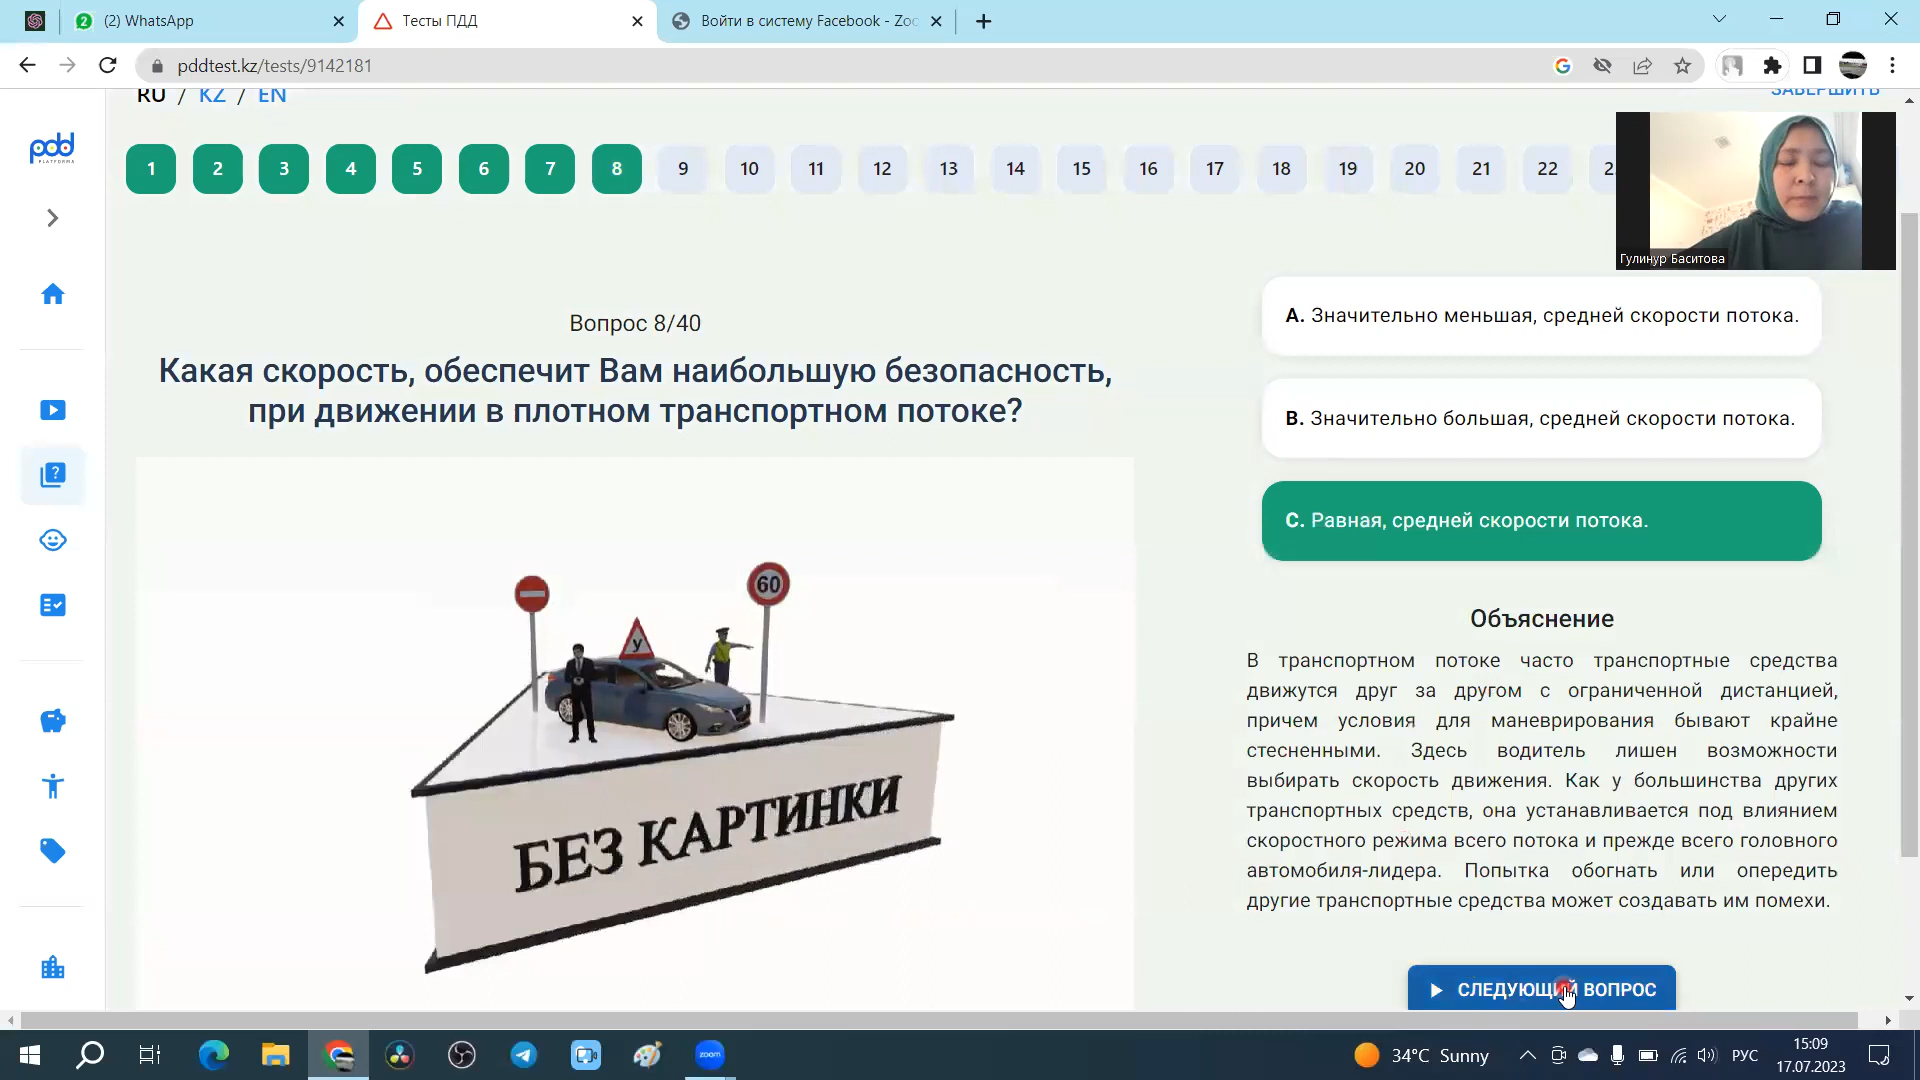 (2) WhatsApp
Тесты ПДД
Войти в систему Facebook - Zoo
pddtest.kz/tests/9142181
RU / KZ / EN
ЗАВЕРШИТЬ
pdd
1 2 3 4 5 6 7 8 9 10 11 12 13 14 15 16 17 18 19 20 21 22 2
Гулинур Баситова
Вопрос 8/40
Какая скорость, обеспечит Вам наибольшую безопасность,
при движении в плотном транспортном потоке?
60
У
БЕЗ КАРТИНКИ
A. Значительно меньшая, средней скорости потока.
B. Значительно большая, средней скорости потока.
C. Равная, средней скорости потока.
Объяснение
В транспортном потоке часто транспортные средства
движутся друг за другом с ограниченной дистанцией,
причем условия для маневрирования бывают крайне
стесненными. Здесь водитель лишен возможности
выбирать скорость движения. Как у большинства других
транспортных средств, она устанавливается под влиянием
скоростного режима всего потока и прежде всего головного
автомобиля-лидера. Попытка обогнать или опередить
другие транспортные средства может создавать им помехи.
СЛЕДУЮЩИЙ ВОПРОС
zoom
34°C Sunny
РУС
15:09
17.07.2023